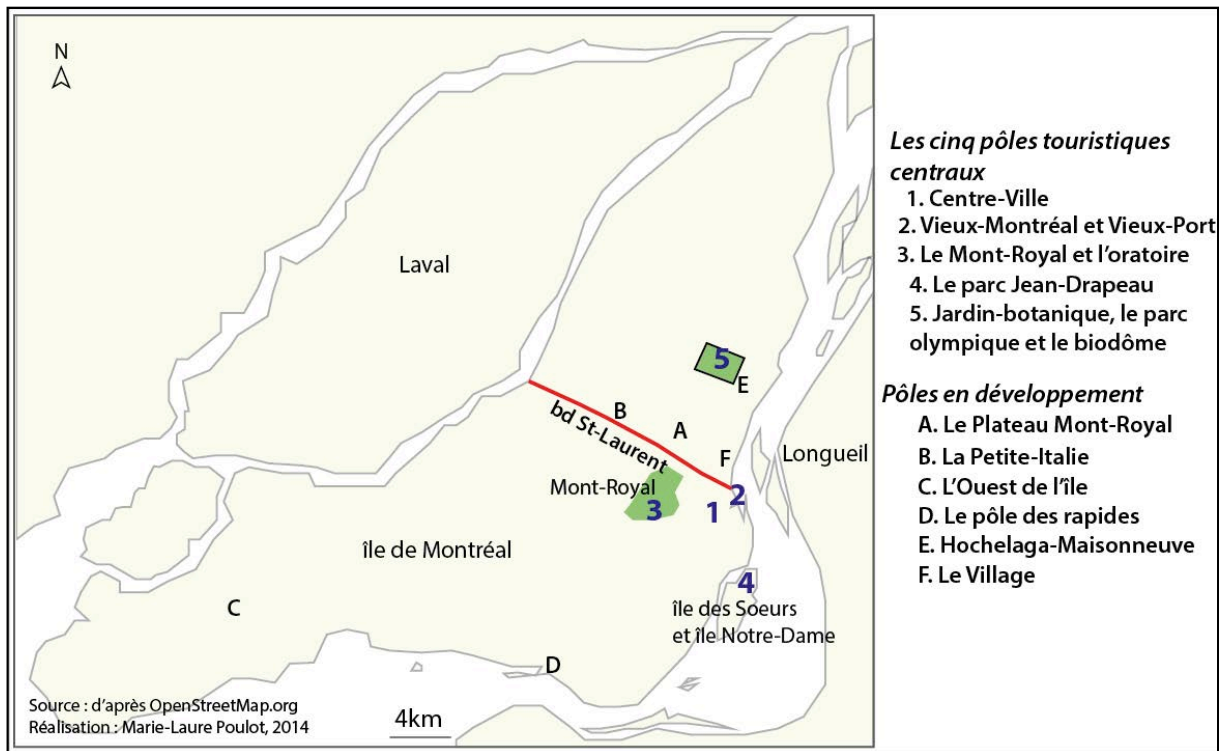 N
Laval
5
E
B
A
bd St-Laurent
F
Longueil
Mont-Royal
2
3
1
île de Montréal
4
C
île des Soeurs
et île Notre-Dame
D
Source : d'après OpenStreetMap.org
Réalisation : Marie-Laure Poulot, 2014
4km
Les cinq pôles touristiques
centraux
1. Centre-Ville
2. Vieux-Montréal et Vieux-Port
3. Le Mont-Royal et l'oratoire
4. Le parc Jean-Drapeau
5. Jardin-botanique, le parc
olympique et le biodôme
Pôles en développement
A. Le Plateau Mont-Royal
B. La Petite-Italie
C. L'Ouest de l'île
D. Le pôle des rapides
E. Hochelaga-Maisonneuve
F. Le Village